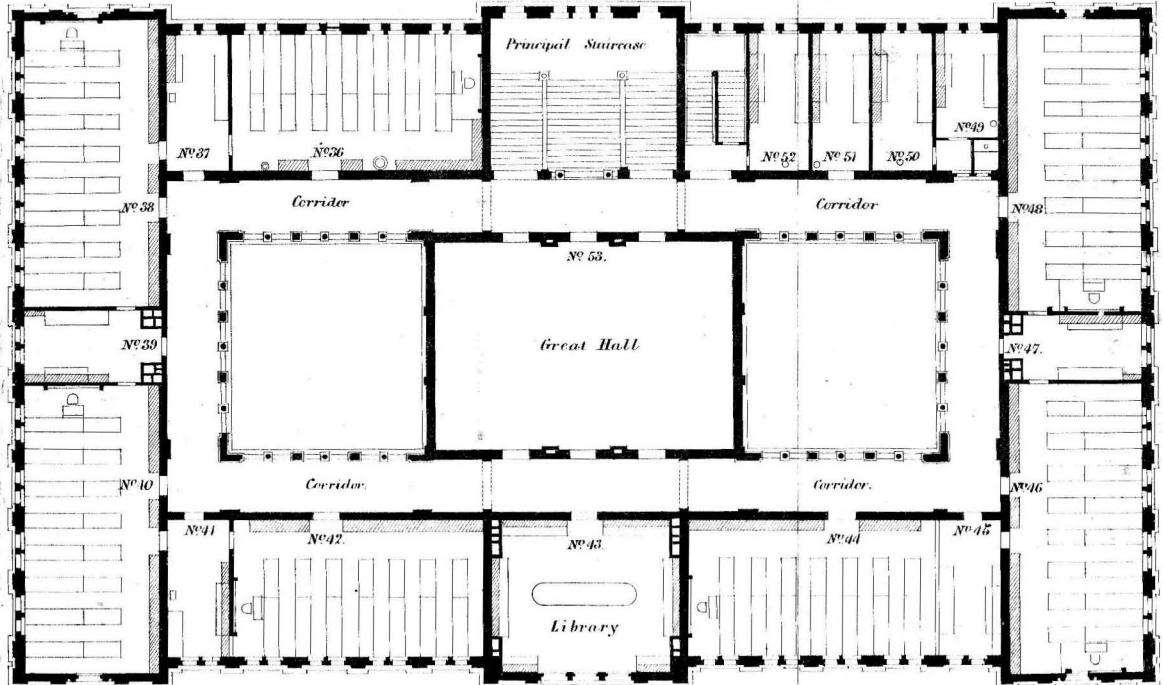 Principal Staircase
Nº 37
Nº 36
Nº 52
Nº 51
Nº 50
Nº 49
Nº 38
Corridor
Corridor
Nº 48
Nº 53.
Nº 39
Great Hall
Nº 47.
Nº 40
Corridor.
Corridor.
Nº 46
Nº 41
Nº 42.
Nº 43.
Nº 44
Nº 45
Library